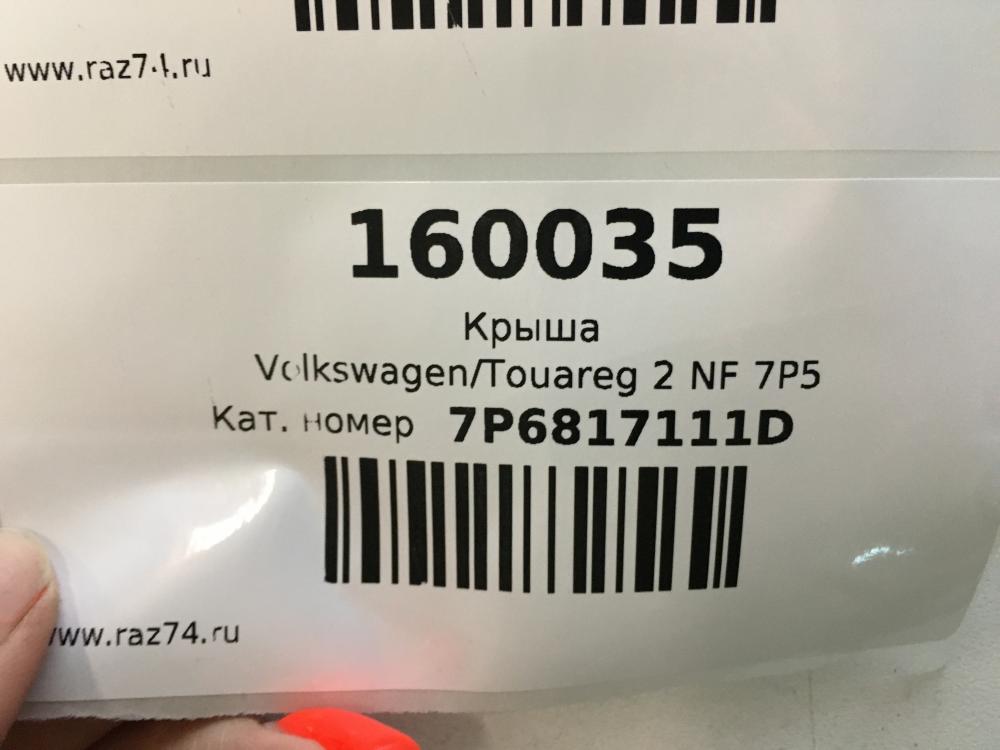 www.raz74.ru
160035
Крыша
Volkswagen/Touareg 2 NF 7P5
Кат. номер 7P6817111D
www.raz74.ru